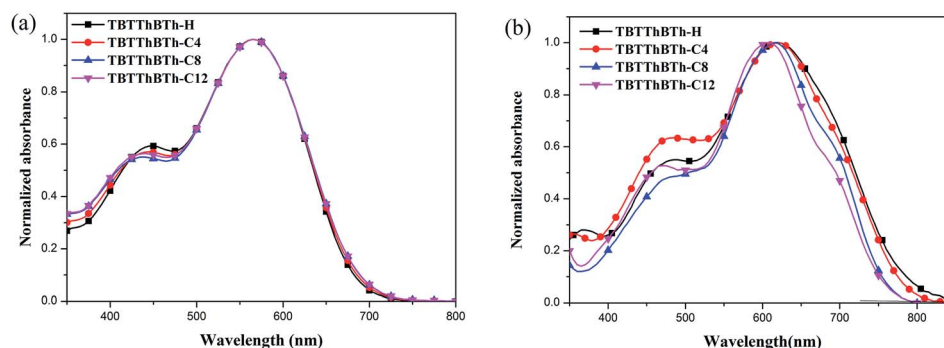 (a)
TBTThBTh-H
TBTThBTh-C4
TBTThBTh-C8
TBTThBTh-C12
Normalized absorbance
1.0
0.8
0.6
0.4
0.2
0.0
400 500 600 700 800
Wavelength (nm)
(b)
TBTThBTh-H
TBTThBTh-C4
TBTThBTh-C8
TBTThBTh-C12
Normalized absorbance
1.0
0.8
0.6
0.4
0.2
0.0
400 500 600 700 800
Wavelength(nm)